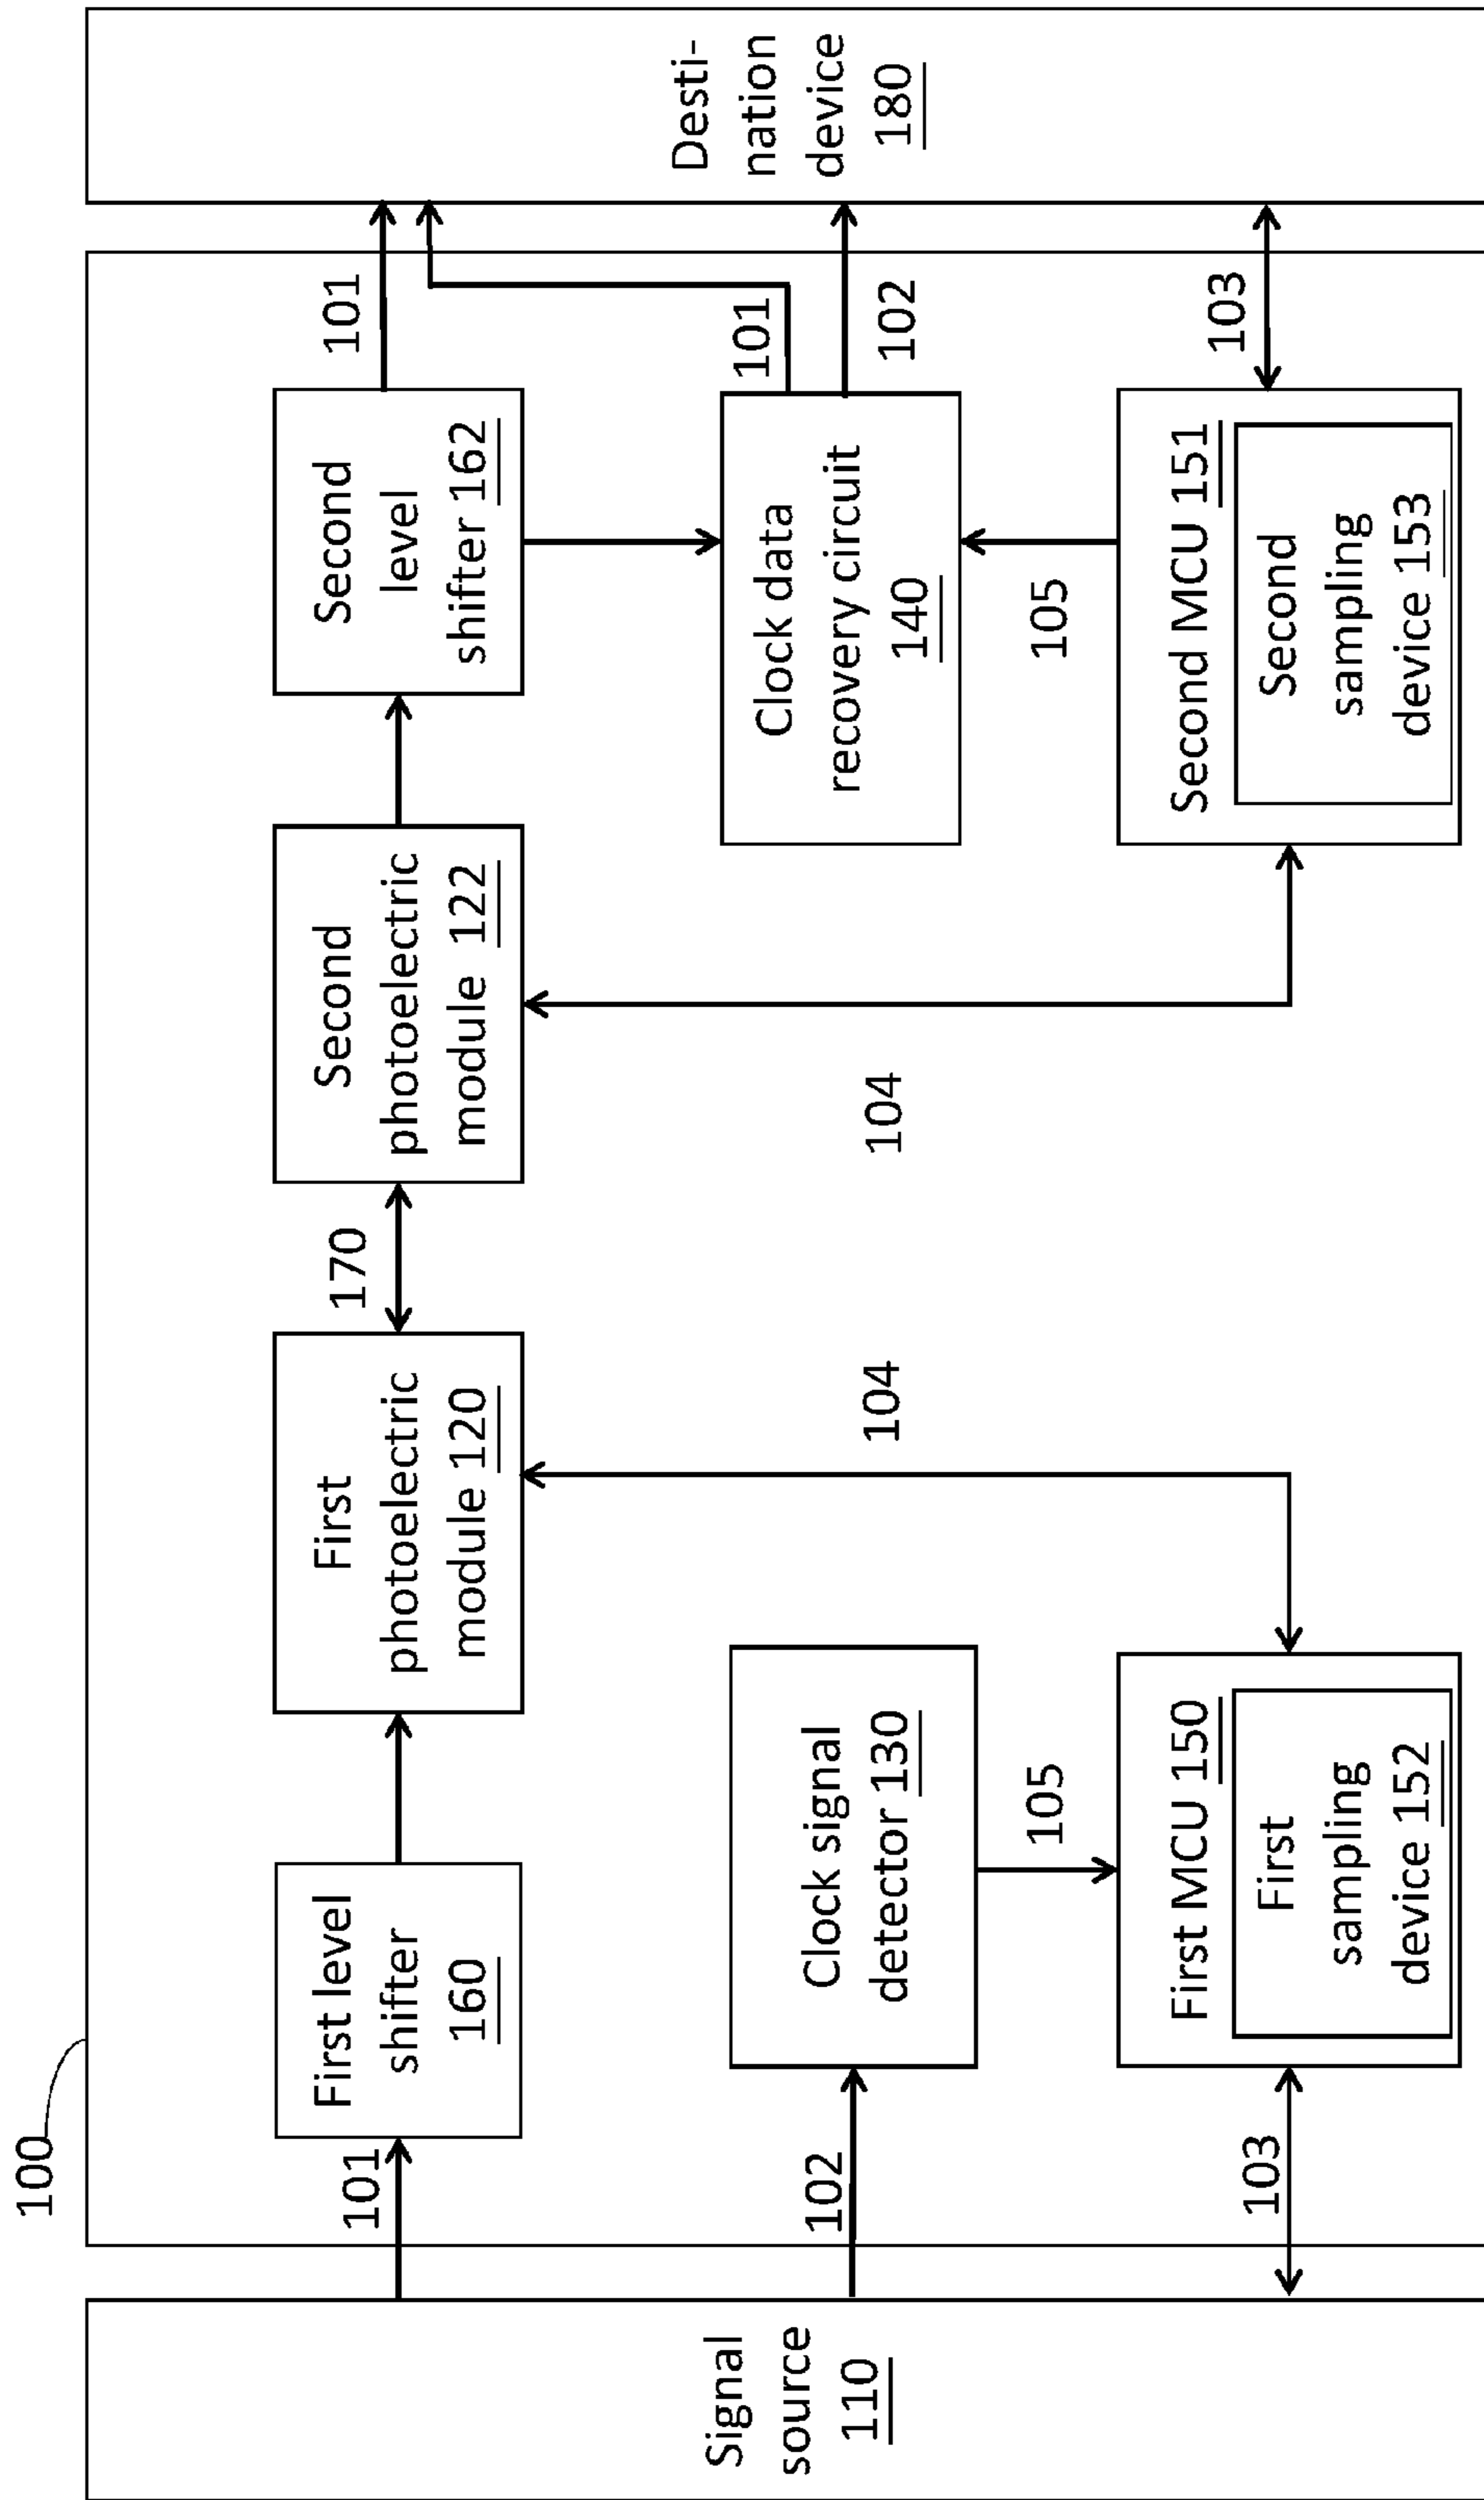 100
Signal
source
110
101
102
103
First level
shifter
160
Clock signal
detector 130
105
First MCU 150
First
sampling
device 152
First
photoelectric
module 120
104
170
Second
photoelectric
module 122
104
Second
level
shifter 162
Clock data
recovery circuit
140
105
Second MCU 151
Second
sampling
device 153
101
101
102
103
Desti-
nation
device
180